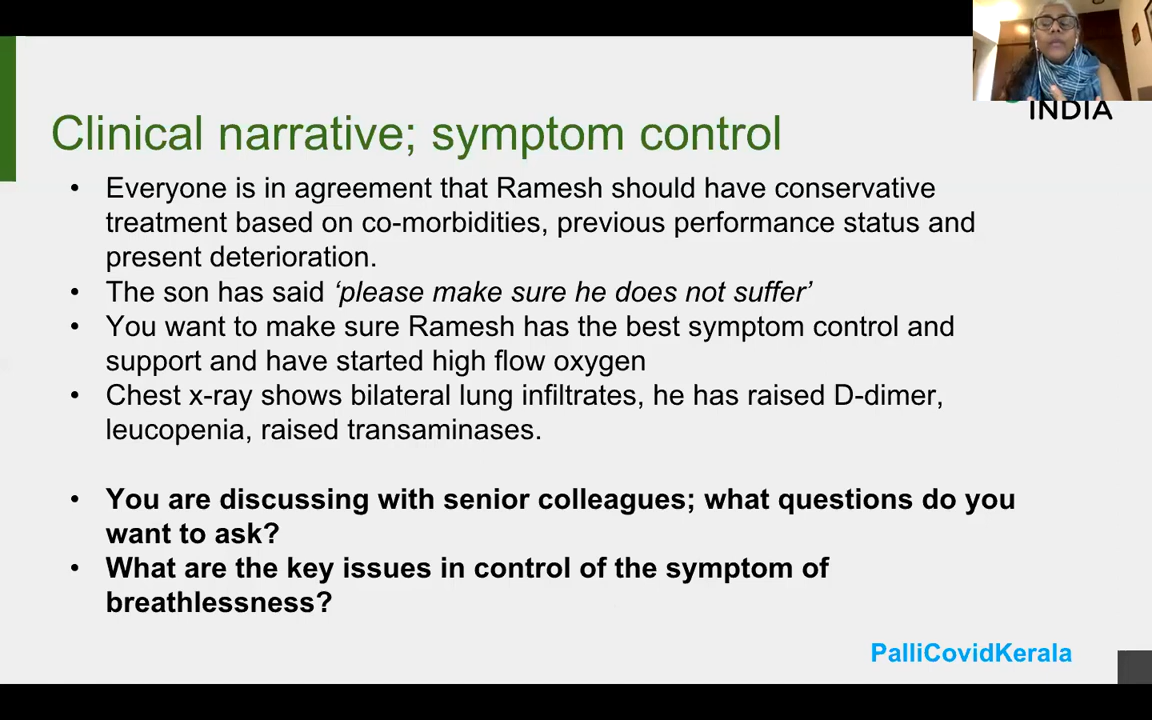 INDIA
Clinical narrative; symptom control
• Everyone is in agreement that Ramesh should have conservative
treatment based on co-morbidities, previous performance status and
present deterioration.
• The son has said ‘please make sure he does not suffer’
• You want to make sure Ramesh has the best symptom control and
support and have started high flow oxygen
• Chest x-ray shows bilateral lung infiltrates, he has raised D-dimer,
leucopenia, raised transaminases.
• You are discussing with senior colleagues; what questions do you
want to ask?
• What are the key issues in control of the symptom of
breathlessness?
PalliCovidKerala